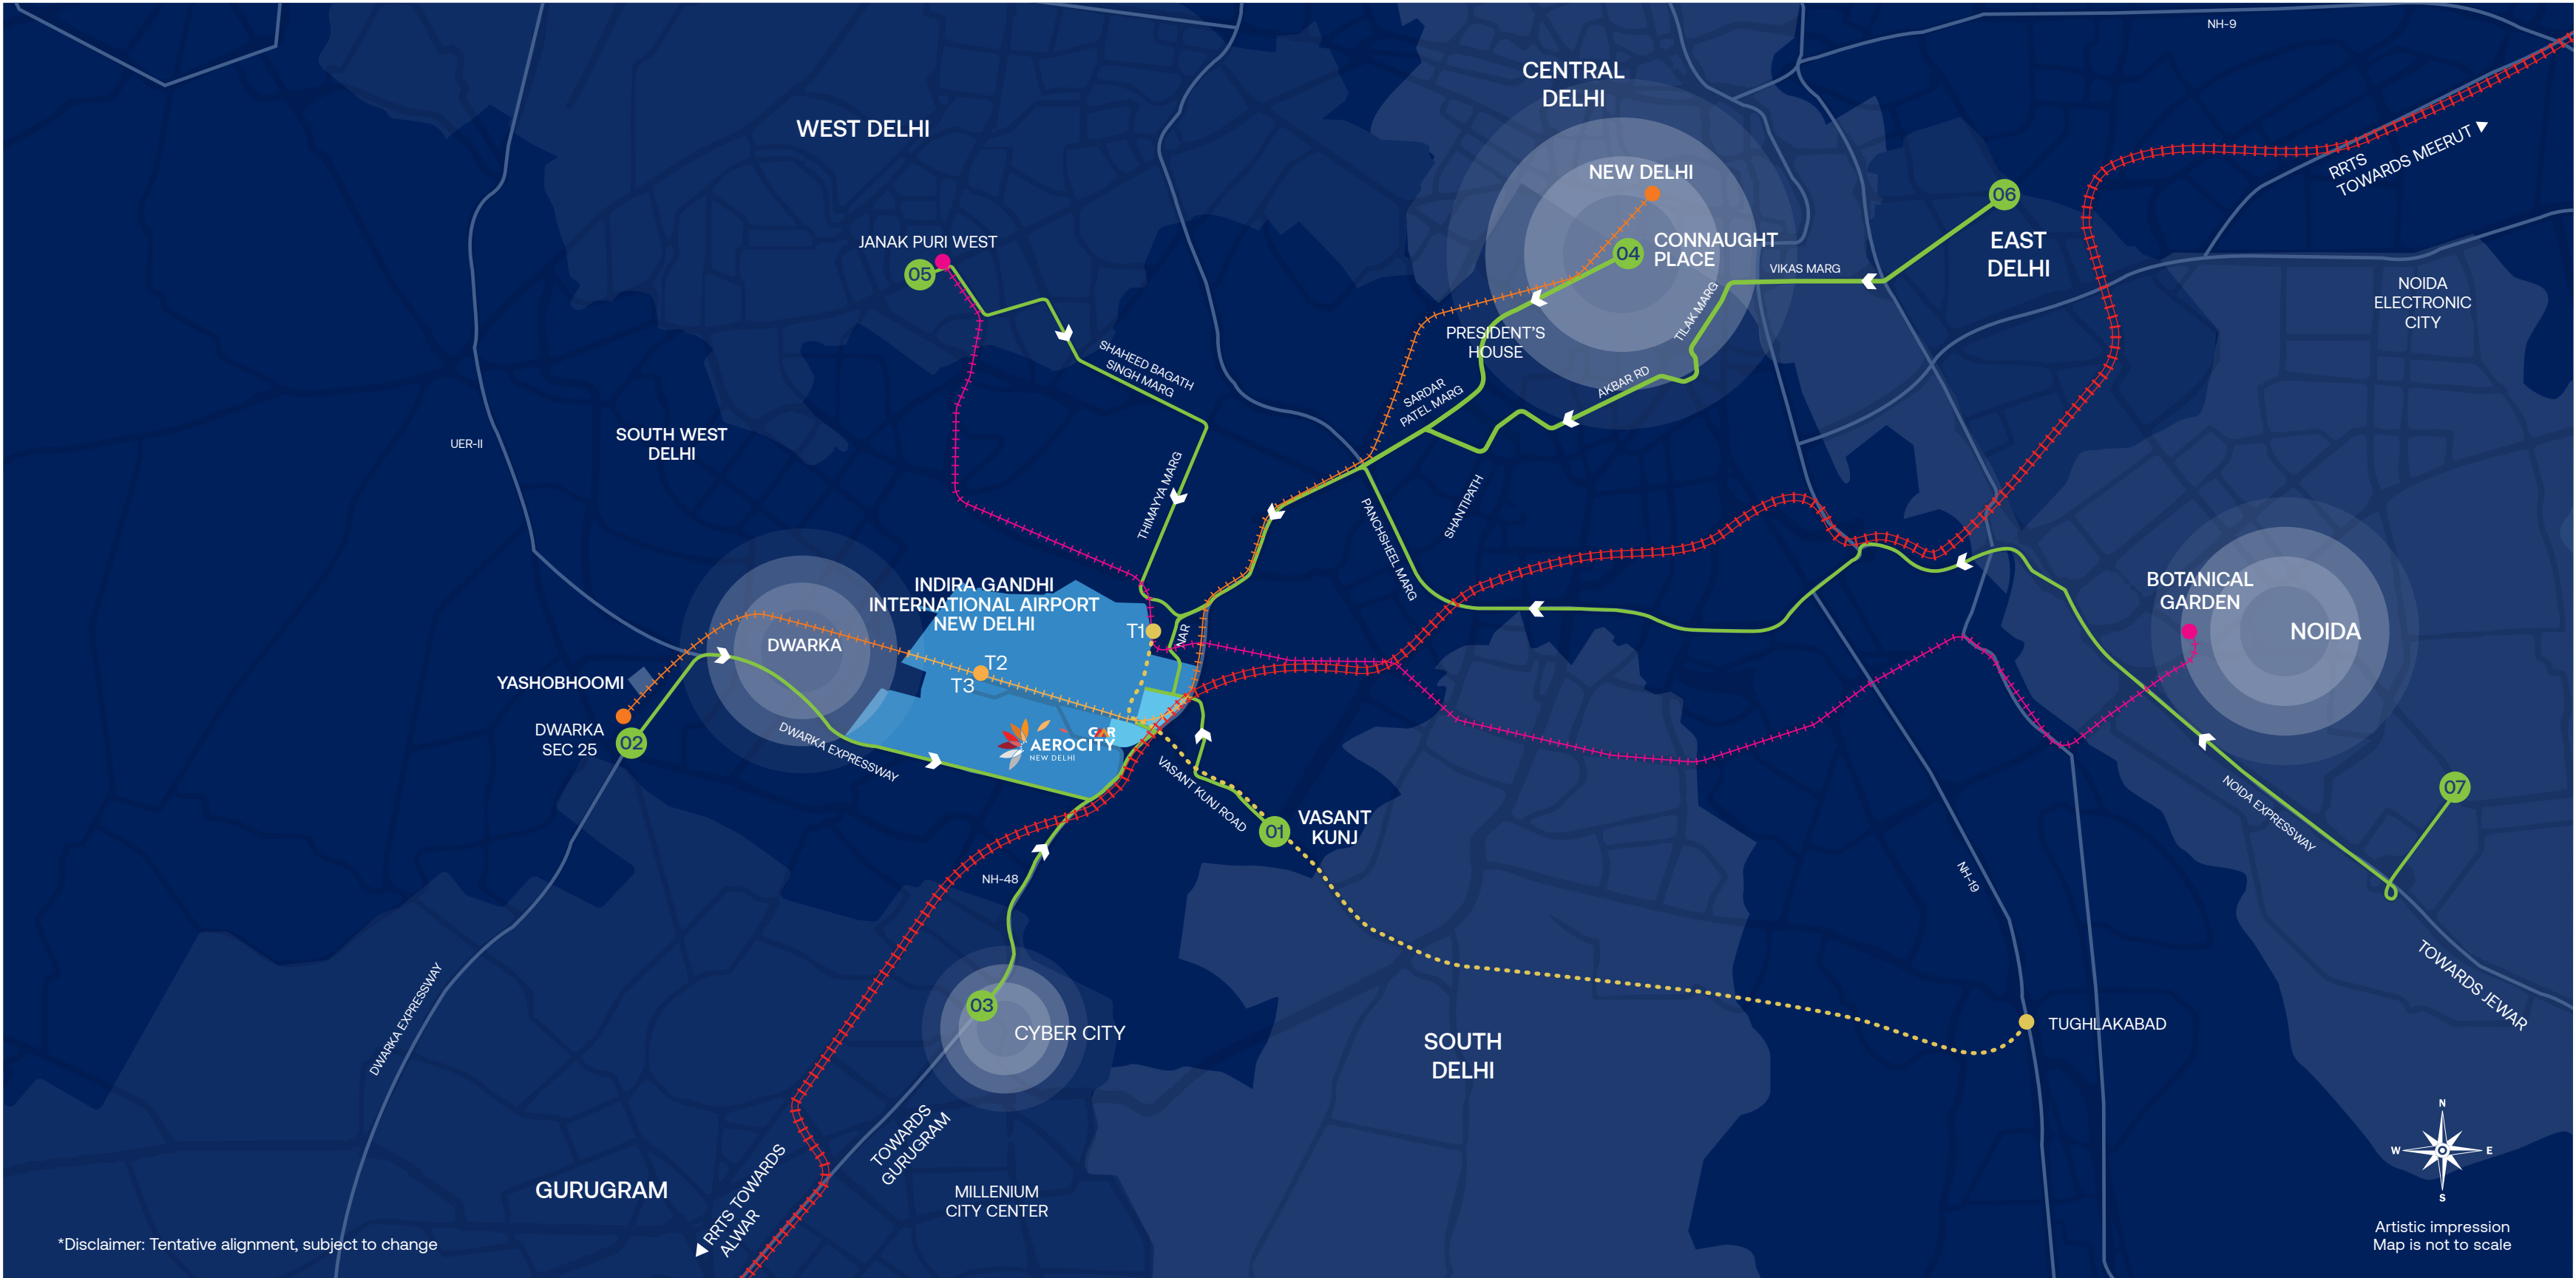 NH-9
CENTRAL
DELHI
WEST DELHI
RRTS
TOWARDS MEERUT
NEW DELHI
06
JANAK PURI WEST
05
04
CONNAUGHT
PLACE
EAST
DELHI
VIKAS MARG
NOIDA
ELECTRONIC
CITY
TILAK MARG
PRESIDENT'S
HOUSE
SHAHEED BAGATH
SINGH MARG
SARDAR
PATEL MARG
AKBAR RD
UER-II
SOUTH WEST
DELHI
THIMAYYA MARG
SHANTIPATH
PANCHSHEEL MARG
INDIRA GANDHI
INTERNATIONAL AIRPORT
NEW DELHI
BOTANICAL
GARDEN
NOIDA
T1
NAR
DWARKA
T2
T3
YASHOBHOOMI
DWARKA
SEC 25
02
DWARKA EXPRESSWAY
GMR
AEROCITY
NEW DELHI
VASANT KUNJ ROAD
01
VASANT
KUNJ
07
NOIDA EXPRESSWAY
NH-48
NH-19
TOWARDS JEWAR
DWARKA EXPRESSWAY
03
CYBER CITY
SOUTH
DELHI
TUGHLAKABAD
TOWARDS
GURUGRAM
GURUGRAM
RRTS TOWARDS
ALWAR
MILLENIUM
CITY CENTER
N
W
E
S
*Disclaimer: Tentative alignment, subject to change
Artistic impression
Map is not to scale